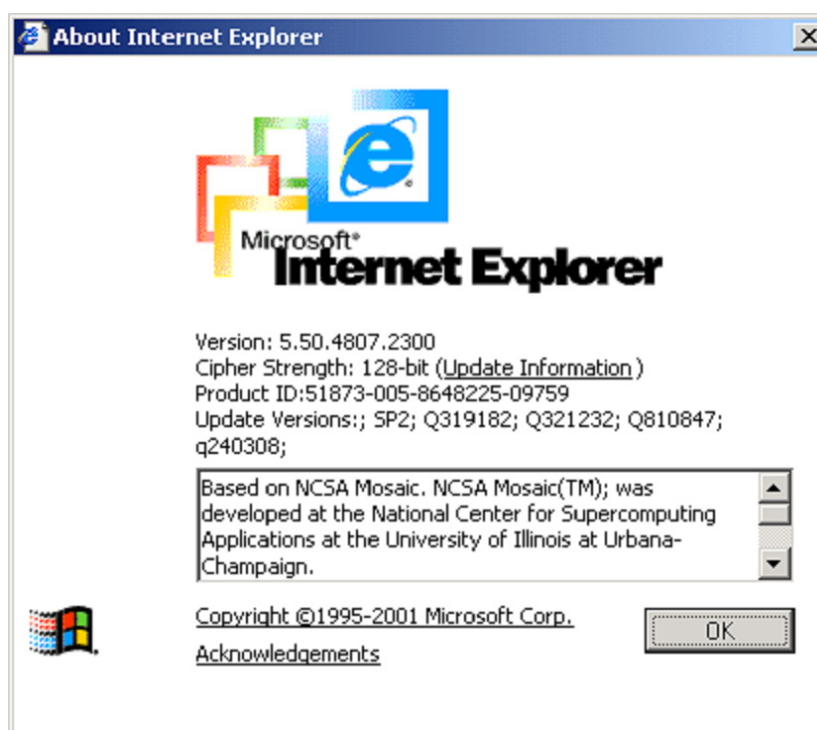 About Internet Explorer
Microsoft®
Internet Explorer
Version: 5.50.4807.2300
Cipher Strength: 128-bit (Update Information )
Product ID:51873-005-8648225-09759
Update Versions:; SP2; Q319182; Q321232; Q810847;
q240308;
Based on NCSA Mosaic. NCSA Mosaic(TM); was
developed at the National Center for Supercomputing
Applications at the University of Illinois at Urbana-
Champaign.
Copyright ©1995-2001 Microsoft Corp.
OK
Acknowledgements